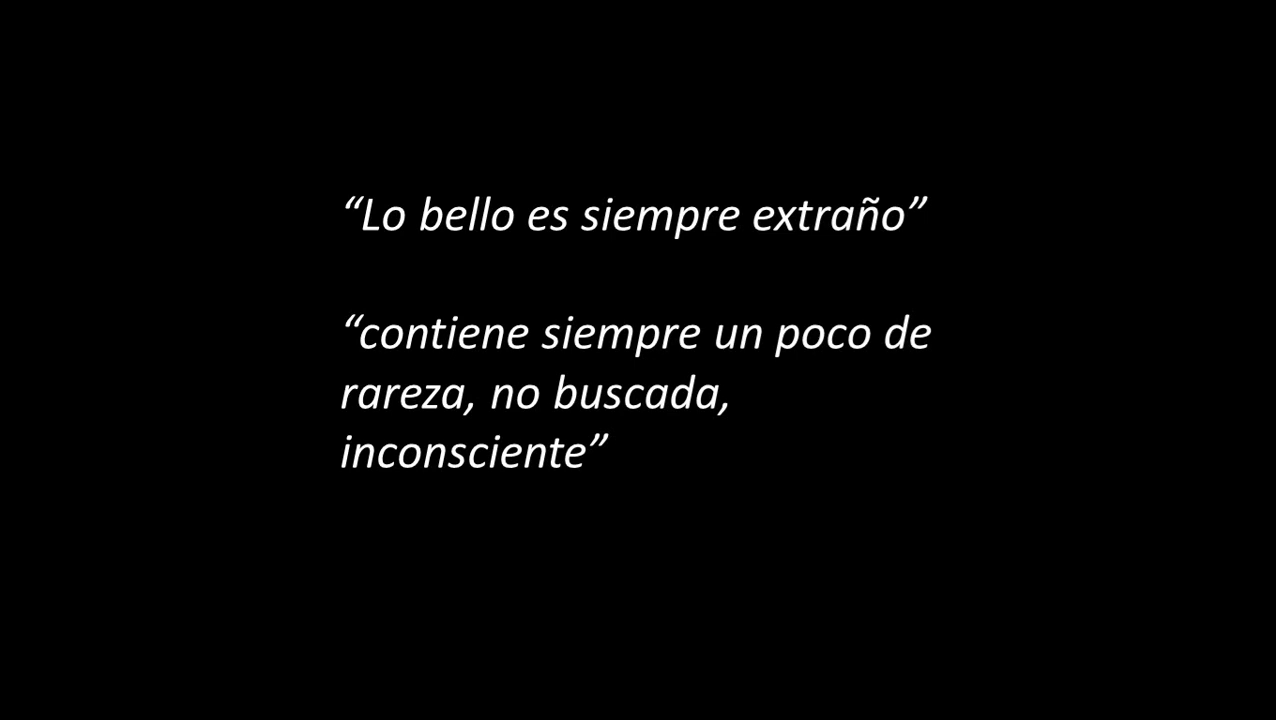 “Lo bello es siempre extraño”
“contiene siempre un poco de
rareza, no buscada,
inconsciente”